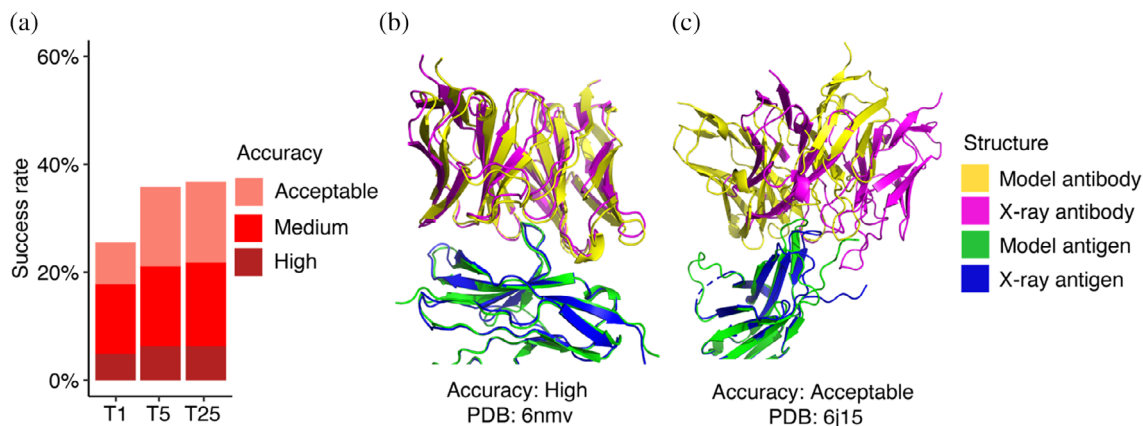 (a)
60%
40%
20%
0%
Success rate
T1 T5 T25
Accuracy
Acceptable
Medium
High
(b)
Accuracy: High
PDB: 6nmv
(c)
Accuracy: Acceptable
PDB: 6j15
Structure
Model antibody
X-ray antibody
Model antigen
X-ray antigen